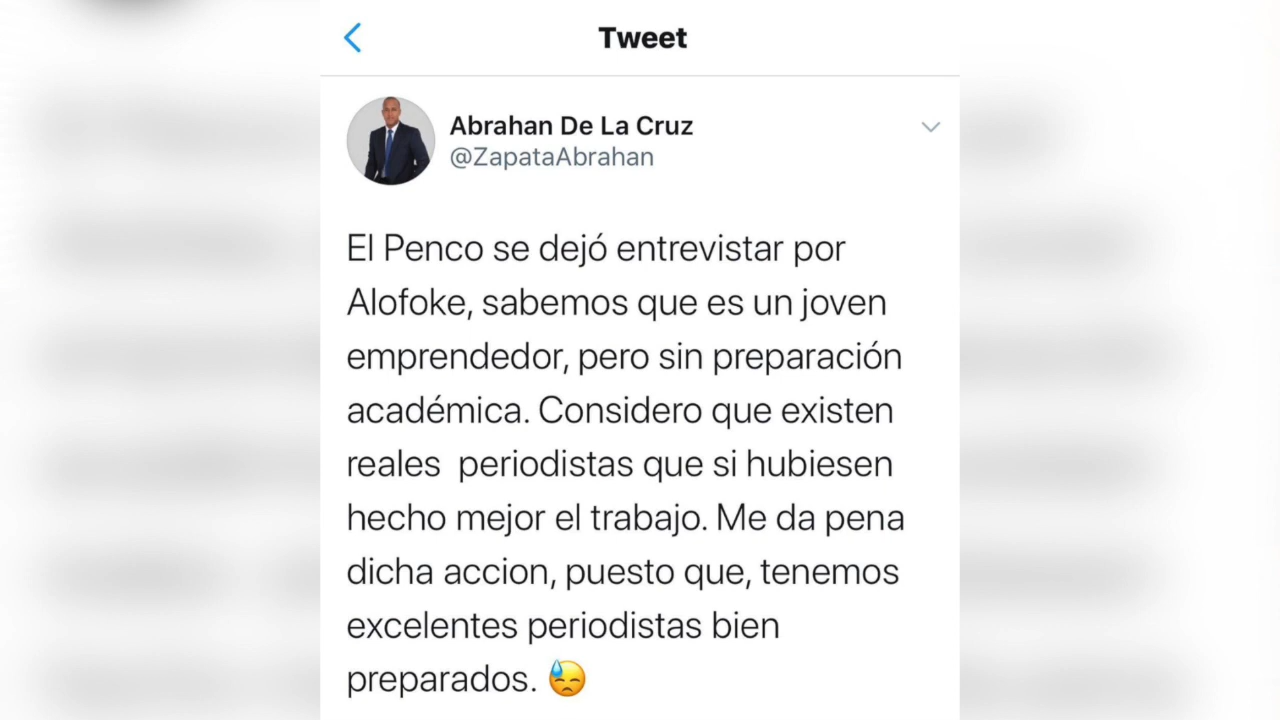 Tweet
Abrahan De La Cruz
@ZapataAbrahan
El Penco se dejó entrevistar por
Alofoke, sabemos que es un joven
emprendedor, pero sin preparación
académica. Considero que existen
reales  periodistas que si hubiesen
hecho mejor el trabajo. Me da pena
dicha accion, puesto que, tenemos
excelentes periodistas bien
preparados. 😓